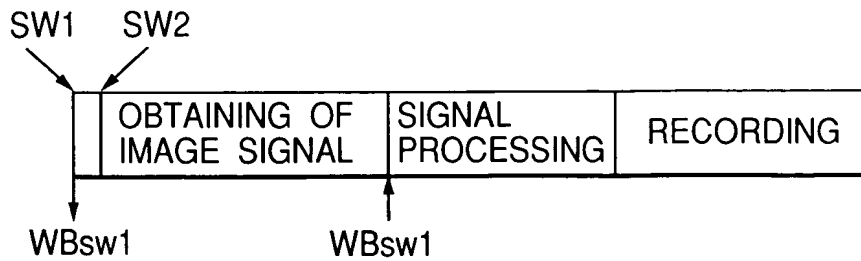 SW1 SW2
OBTAINING OF
IMAGE SIGNAL
SIGNAL
PROCESSING
RECORDING
WBsw1 WBsw1